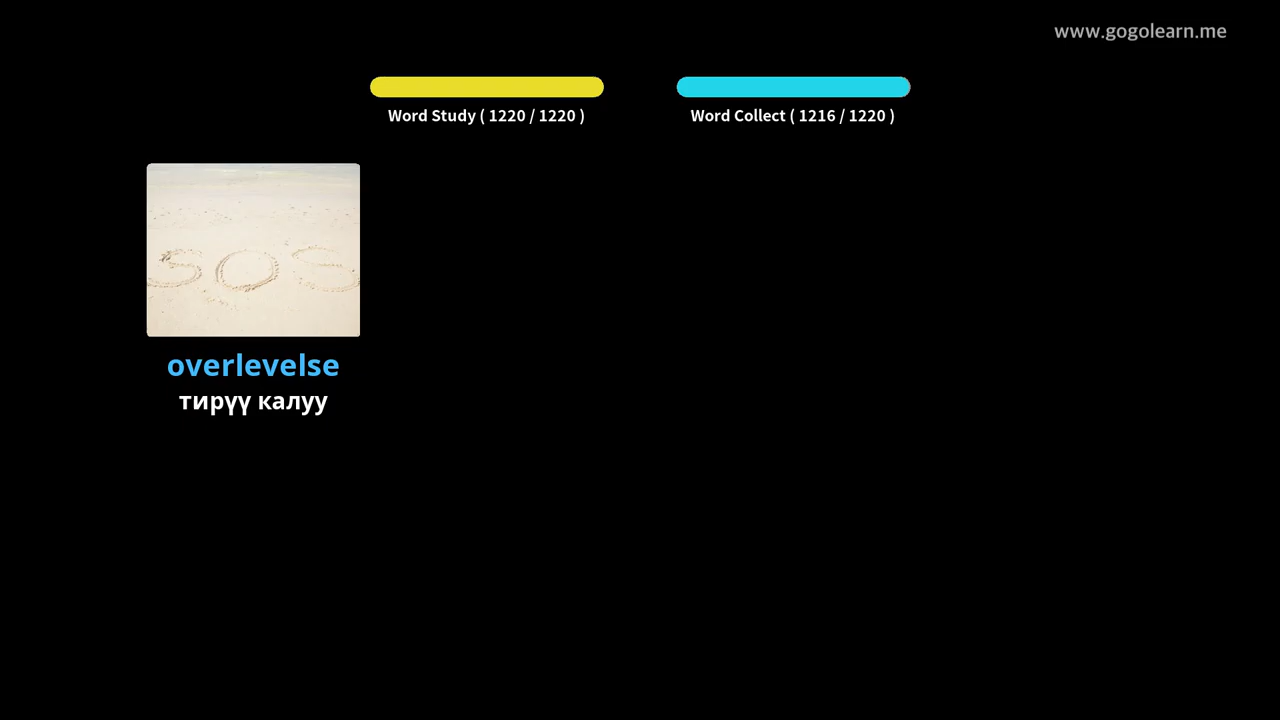 www.gogolearn.me
Word Study ( 1220 / 1220 )
Word Collect ( 1216 / 1220 )
SOS
overlevelse
тирүү калуу